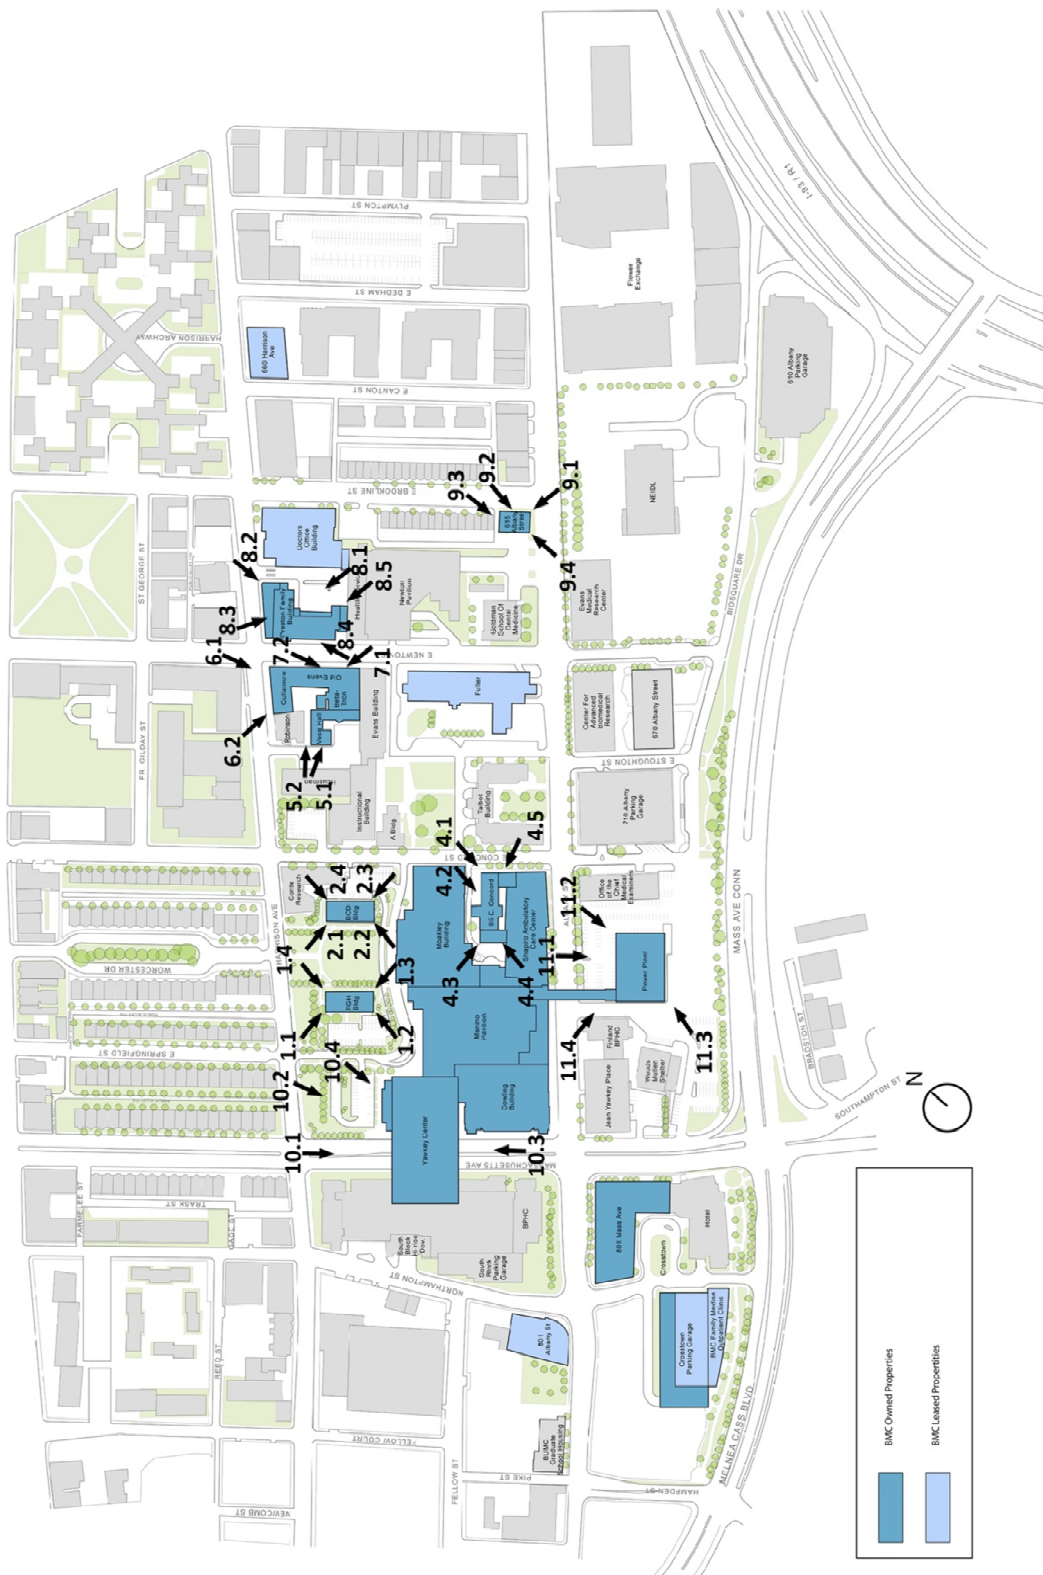 PLYMPTON ST
I-93 / R.1
Flower
Exchange
E DEDHAM ST
HARRISON ARCHWAY
660 Harrison
Ave
E CANTON ST
Parking
Garage
E BROOKLINE ST
9.3
9.2
9.1
9.4
615
Albany
Street
NEIDL
BIOSQUARE DR
ST GEORGE ST
Doctors
Office
Building
8.2
8.1
8.5
8.3
8.4
Preston Family
Building
Newton
Pavilion
Goldman
School Of
Dental
Medicine
Evans
Medical
Research
Center
6.1
7.2
7.1
6.2
Collamore
Old Evans
Robinson
Evans Building
Fuller
FR. GILDAY ST
Center For
Advanced
Biomedical
Research
670 Albany Street
E STOUGHTON ST
5.2
5.1
Instructional
Building
A Bldg
Talbot
Building
710 Albany
Parking
Garage
4.1
4.2
4.5
4.3
4.4
Conte
Research
2.4
2.3
2.1
2.2
BCD
Bldg
Moakley
Building
Shapiro Ambulatory
Care Center
Office
of the Chief
Medical
Examiners
11.2
11.1
HARRISON AVE
WORCESTER DR
1.4
1.3
1.1
1.2
FGH
Bldg
Menino
Pavilion
Power Plant
MASS AVE CONN
11.4
11.3
Finland
BPHC
Woods
Mullen
Shelter
Jean Yawkey Place
E SPRINGFIELD ST
10.2
10.4
10.1
10.3
Yawkey Center
Dowling
Building
MASSACHUSETTS AVE
BRADSTON ST
SOUTHAMPTON ST
N
TRASK ST
PARMELEE ST
BPHC
South Block
Parking
Garage
NORTHAMPTON ST
Hotel
Crosstown
REED ST
801
Albany St
Crosstown
Parking Garage
BMC Family Medicine
Outpatient Clinic
FELLOW COURT
FELLOW ST
BUMC
Graduate
School Housing
PIKE ST
NEWCOMB ST
HAMPDEN ST
MELNEA CASS BLVD
BMC Owned Properties
BMC Leased Propertities